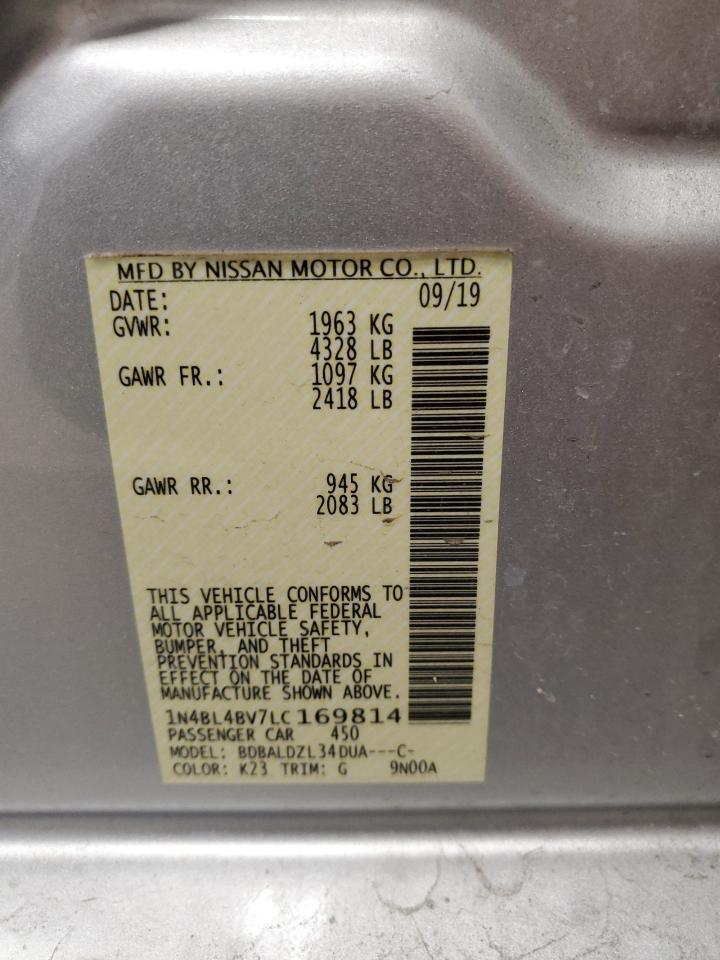 MFD BY NISSAN MOTOR CO., LTD.
DATE: 09/19
GVWR: 1963 KG
4328 LB
GAWR FR.: 1097 KG
2418 LB
GAWR RR.: 945 KG
2083 LB
THIS VEHICLE CONFORMS TO
ALL APPLICABLE FEDERAL
MOTOR VEHICLE SAFETY,
BUMPER, AND THEFT
PREVENTION STANDARDS IN
EFFECT ON THE DATE OF
MANUFACTURE SHOWN ABOVE.
1N4BL4BV7LC169814
PASSENGER CAR 450
MODEL: BDBALDZL34DUA---C-
COLOR: K23 TRIM: G 9N00A